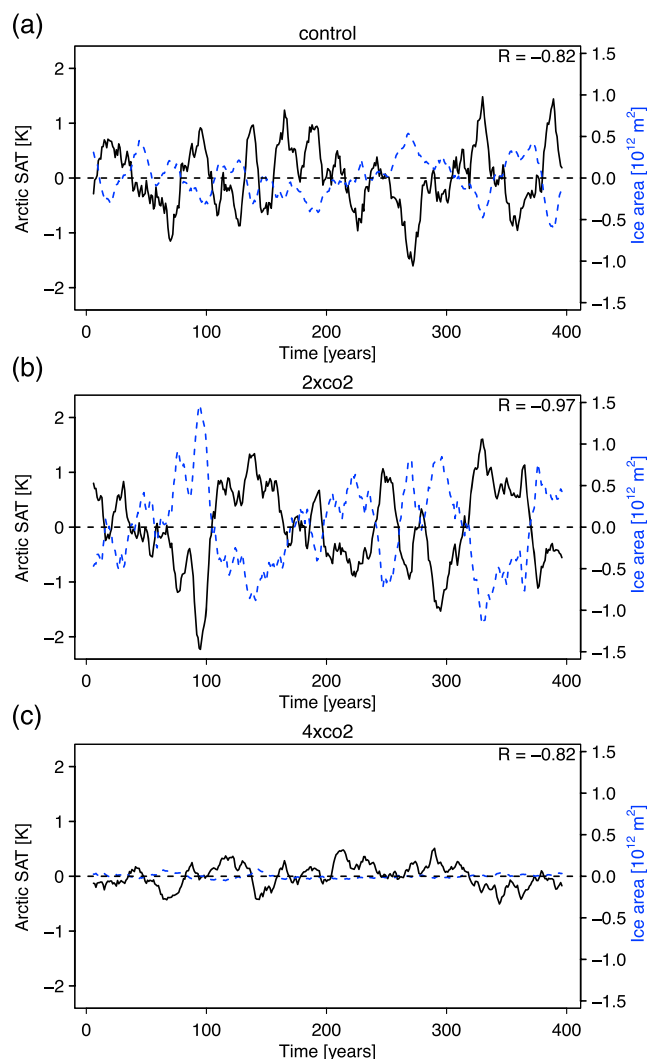 (a)
control
R = −0.82
2
1
0
−1
−2
Arctic SAT [K]
1.5
1.0
0.5
0.0
−0.5
−1.0
−1.5
Ice area [10¹² m²]
0 100 200 300 400
Time [years]
(b)
2xco2
R = −0.97
2
1
0
−1
−2
Arctic SAT [K]
1.5
1.0
0.5
0.0
−0.5
−1.0
−1.5
Ice area [10¹² m²]
0 100 200 300 400
Time [years]
(c)
4xco2
R = −0.82
2
1
0
−1
−2
Arctic SAT [K]
1.5
1.0
0.5
0.0
−0.5
−1.0
−1.5
Ice area [10¹² m²]
0 100 200 300 400
Time [years]